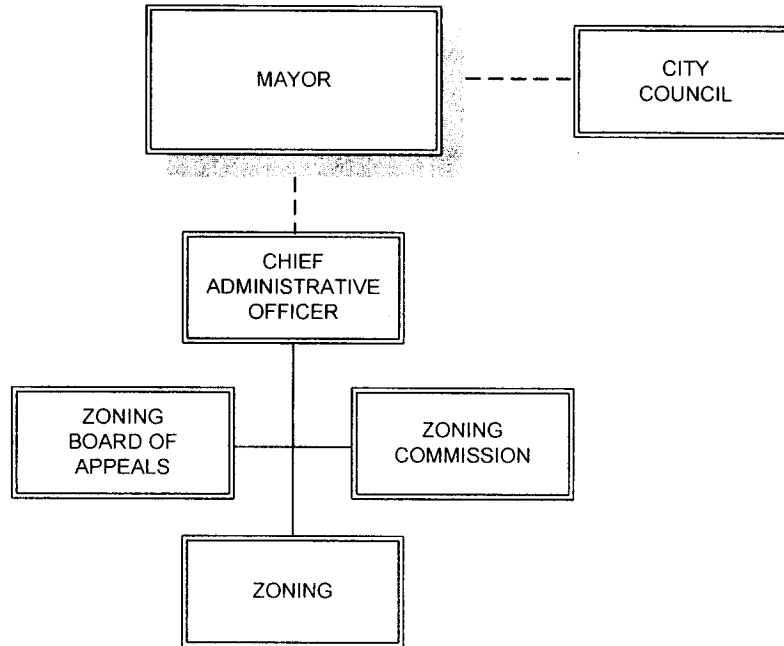 MAYOR
CITY
COUNCIL
CHIEF
ADMINISTRATIVE
OFFICER
ZONING
BOARD OF
APPEALS
ZONING
COMMISSION
ZONING